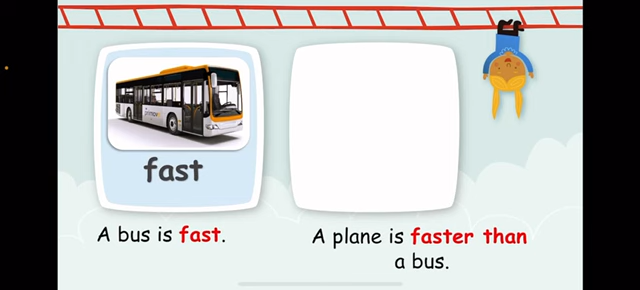 fast
A bus is fast.
A plane is faster than
a bus.